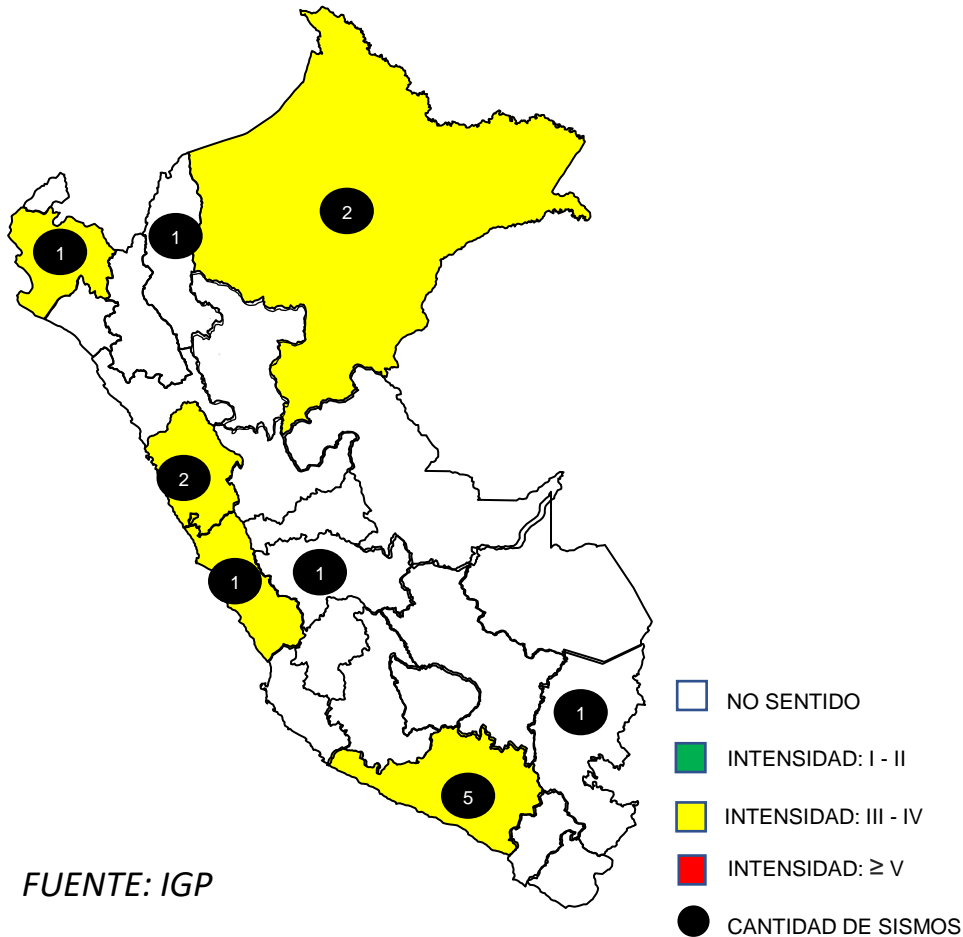 2
1
1
2
1
1
1
5
NO SENTIDO
INTENSIDAD: I - II
INTENSIDAD: III - IV
INTENSIDAD: ≥ V
CANTIDAD DE SISMOS
FUENTE: IGP